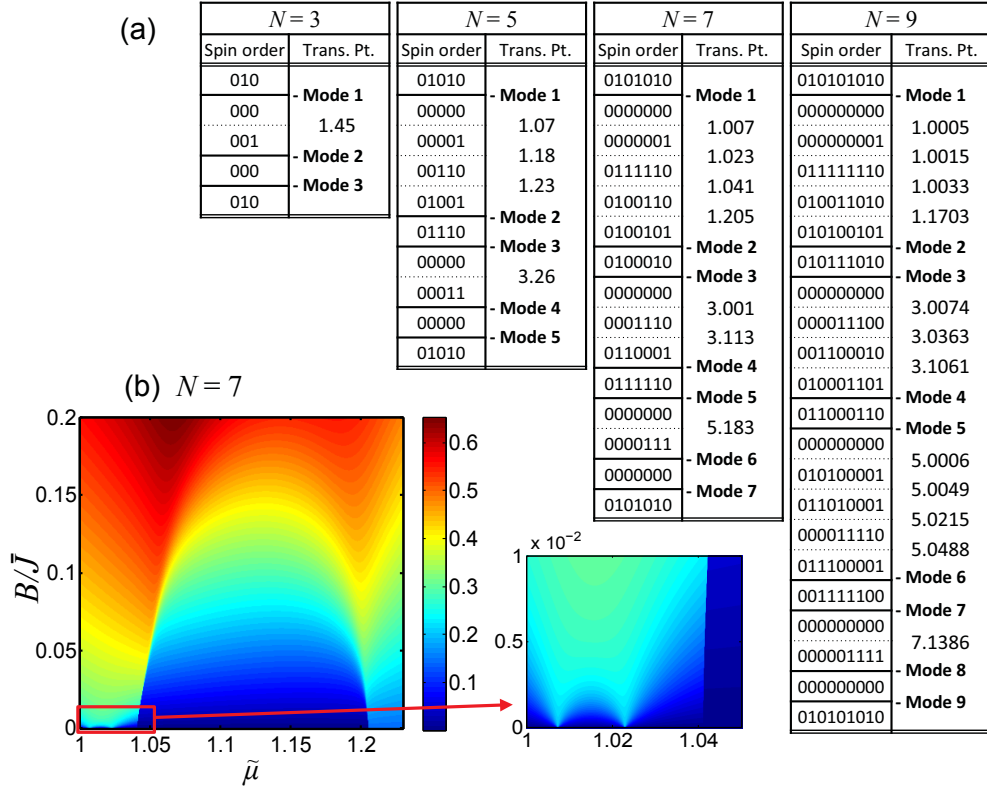 (a)
N = 3
Spin order Trans. Pt.
010
- Mode 1
000
1.45
001
- Mode 2
000
- Mode 3
010
N = 5
Spin order Trans. Pt.
01010
- Mode 1
00000
1.07
00001
1.18
00110
1.23
01001
- Mode 2
01110
- Mode 3
00000
3.26
00011
- Mode 4
00000
- Mode 5
01010
N = 7
Spin order Trans. Pt.
0101010
- Mode 1
0000000
1.007
0000001
1.023
0111110
1.041
0100110
1.205
0100101
- Mode 2
0100010
- Mode 3
0000000
3.001
0001110
3.113
0110001
- Mode 4
0111110
- Mode 5
0000000
5.183
0000111
- Mode 6
0000000
- Mode 7
0101010
N = 9
Spin order Trans. Pt.
010101010
- Mode 1
000000000
1.0005
000000001
1.0015
011111110
1.0033
010011010
1.1703
010100101
- Mode 2
010111010
- Mode 3
000000000
3.0074
000011100
3.0363
001100010
3.1061
010001101
- Mode 4
011000110
- Mode 5
000000000
5.0006
010100001
5.0049
011010001
5.0215
000011110
5.0488
011100001
- Mode 6
001111100
- Mode 7
000000000
7.1386
000001111
- Mode 8
000000000
- Mode 9
010101010
(b) N = 7
B/J̄
0.2
0.15
0.1
0.05
0
1 1.05 1.1 1.15 1.2
μ̃
0.6
0.5
0.4
0.3
0.2
0.1
x 10⁻²
1
0.5
0
1 1.02 1.04